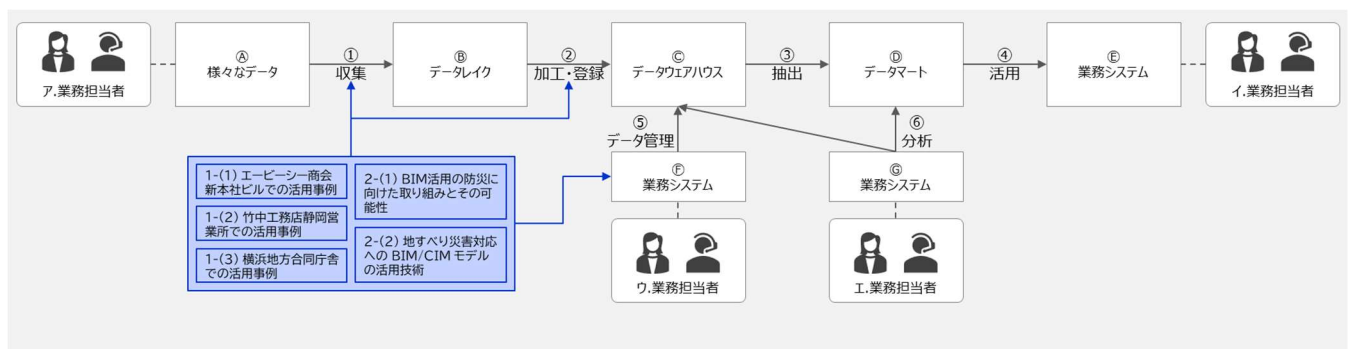 Ⓐ
様々なデータ
ア.業務担当者
①
収集
Ⓑ
データレイク
②
加工・登録
Ⓒ
データウェアハウス
③
抽出
Ⓓ
データマート
④
活用
Ⓔ
業務システム
イ.業務担当者
⑤
データ管理
⑥
分析
1-(1) エービーシー商会
新本社ビルでの活用事例
1-(2) 竹中工務店静岡営
業所での活用事例
1-(3) 横浜地方合同庁舎
での活用事例
2-(1) BIM活用の防災に
向けた取り組みとその可
能性
2-(2) 地すべり災害対応
への BIM/CIM モデル
の活用技術
Ⓕ
業務システム
ウ.業務担当者
Ⓖ
業務システム
エ.業務担当者